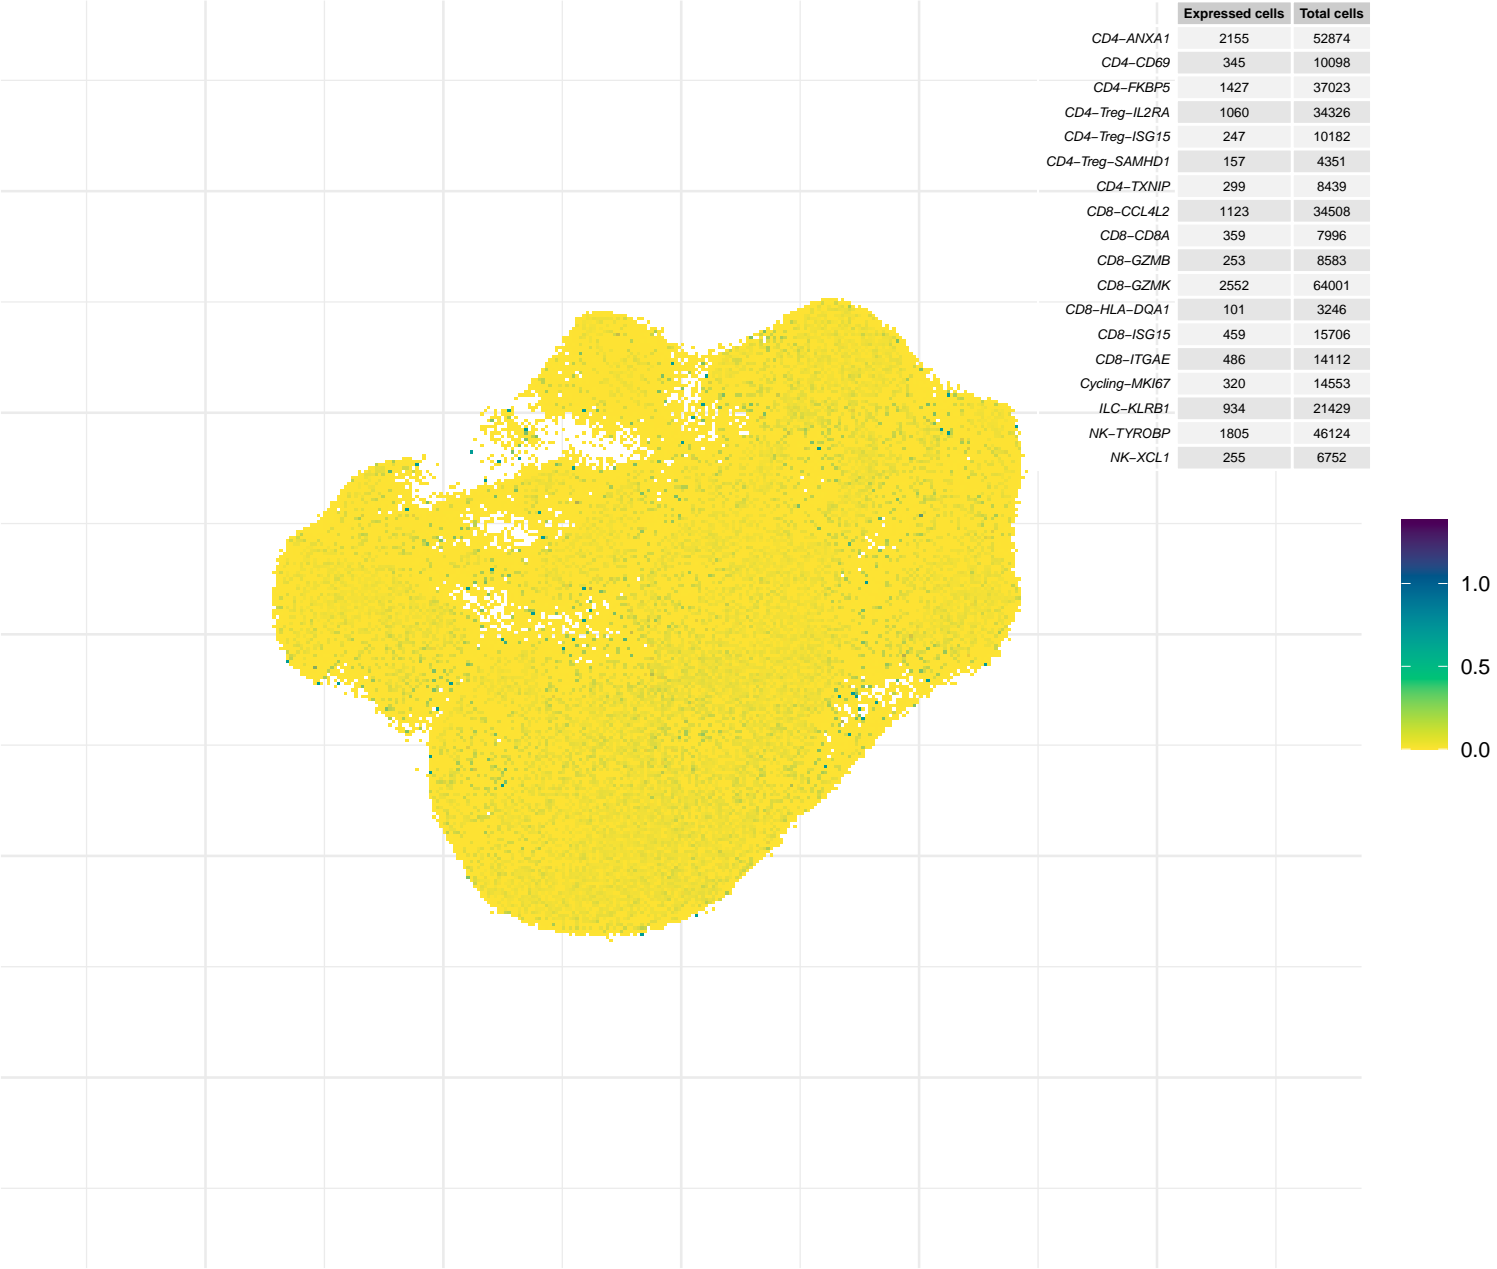 Expressed cells Total cells
CD4−ANXA1 2155 52874
CD4−CD69 345 10098
CD4−FKBP5 1427 37023
CD4−Treg−IL2RA 1060 34326
CD4−Treg−ISG15 247 10182
CD4−Treg−SAMHD1 157 4351
CD4−TXNIP 299 8439
CD8−CCL4L2 1123 34508
CD8−CD8A 359 7996
CD8−GZMB 253 8583
CD8−GZMK 2552 64001
CD8−HLA−DQA1 101 3246
CD8−ISG15 459 15706
CD8−ITGAE 486 14112
Cycling−MKI67 320 14553
ILC−KLRB1 934 21429
NK−TYROBP 1805 46124
NK−XCL1 255 6752
1.0
0.5
0.0